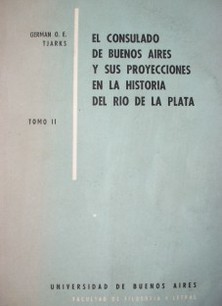 GERMAN O. E.
TJARKS
TOMO II
EL CONSULADO
DE BUENOS AIRES
Y SUS PROYECCIONES
EN LA HISTORIA
DEL RIO DE LA PLATA
UNIVERSIDAD DE BUENOS AIRES
FACULTAD DE FILOSOFIA Y LETRAS